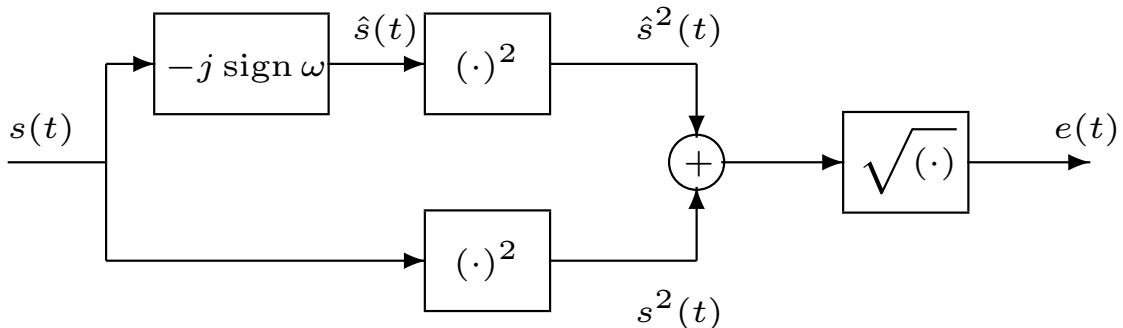 ŝ(t)
ŝ²(t)
−j sign ω
(·)²
s(t)
+
√(·)
e(t)
(·)²
s²(t)